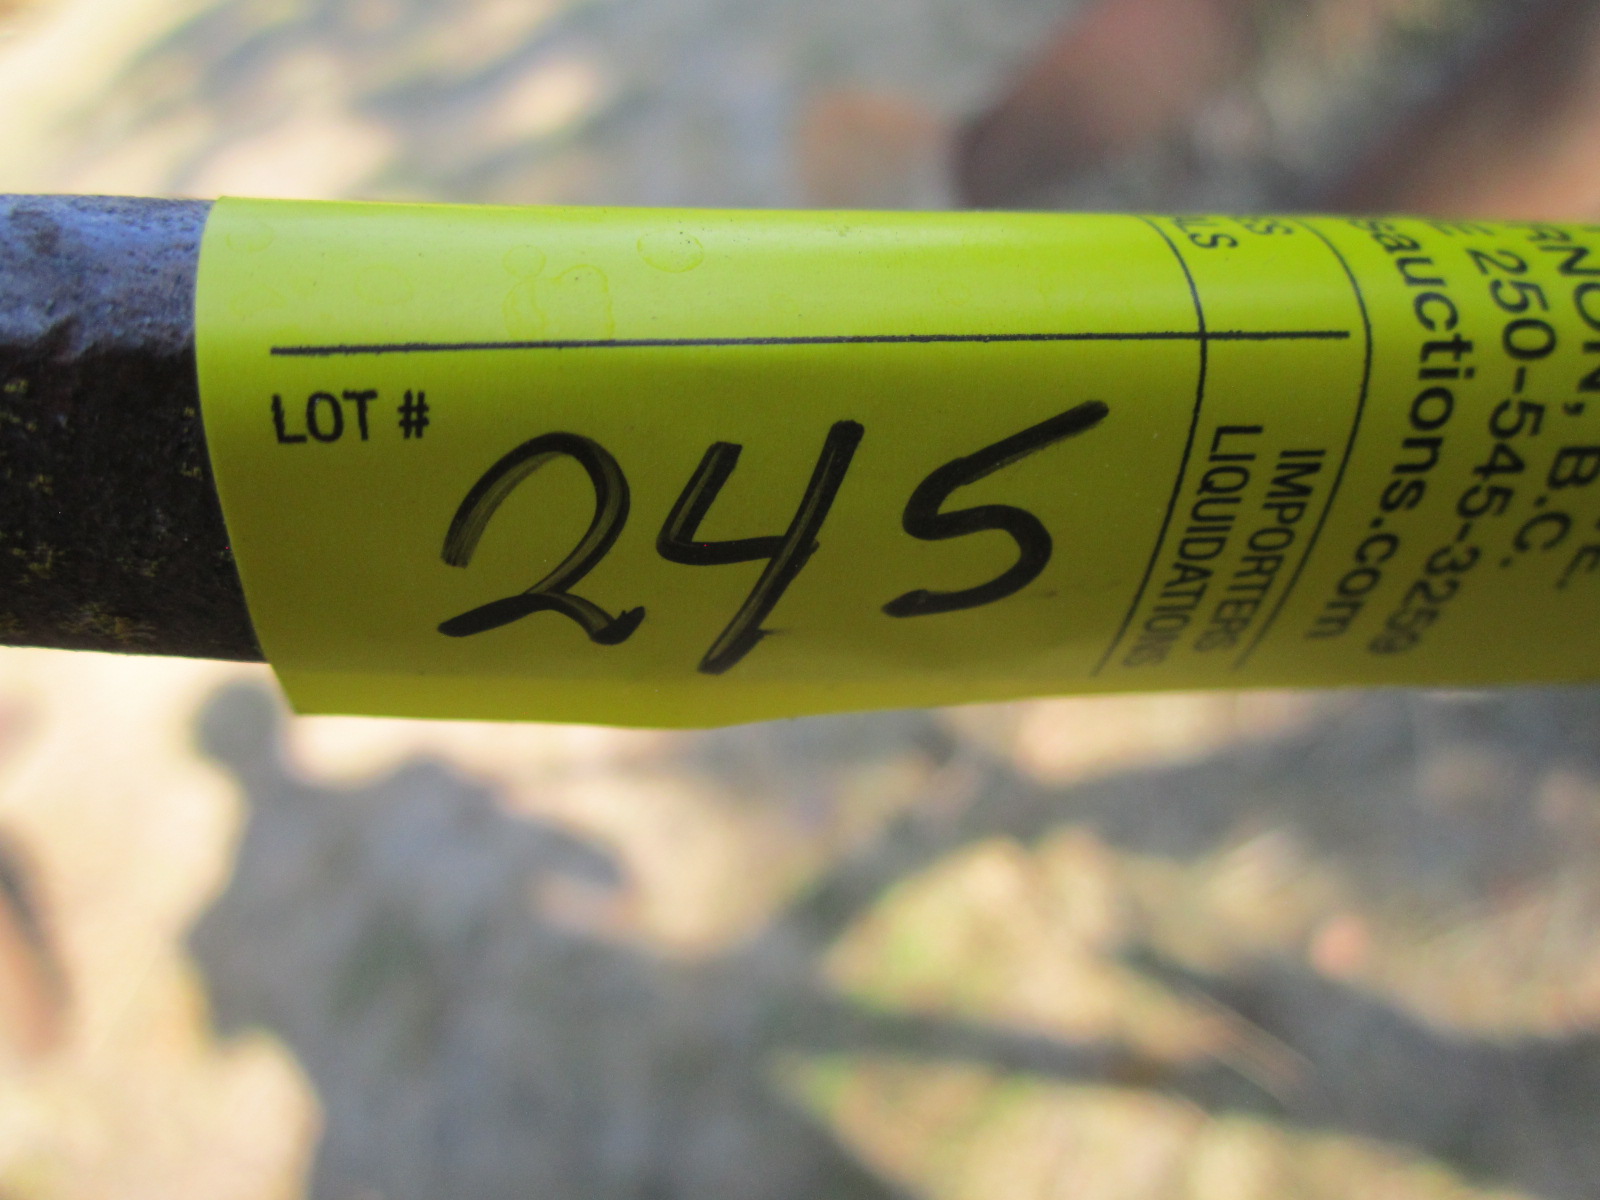 LOT # 245
IMPORTERS
LIQUIDATIONS
250-545-3259
auctions.com
B.C.